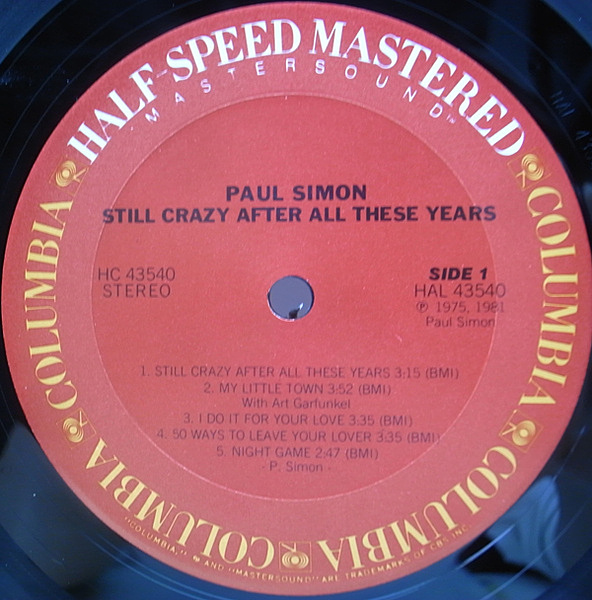 HALF-SPEED MASTERED
MASTERSOUND™
PAUL SIMON
STILL CRAZY AFTER ALL THESE YEARS
HC 43540
STEREO
SIDE 1
HAL 43540
℗ 1975, 1981
Paul Simon
1. STILL CRAZY AFTER ALL THESE YEARS 3:15 (BMI)
2. MY LITTLE TOWN 3:52 (BMI)
With Art Garfunkel
3. I DO IT FOR YOUR LOVE 3:35 (BMI)
4. 50 WAYS TO LEAVE YOUR LOVER 3:35 (BMI)
5. NIGHT GAME 2:47 (BMI)
- P. Simon -
COLUMBIA
COLUMBIA
COLUMBIA
COLUMBIA
COLUMBIA
COLUMBIA
"COLUMBIA," AND "MASTERSOUND" ARE TRADEMARKS OF CBS INC.